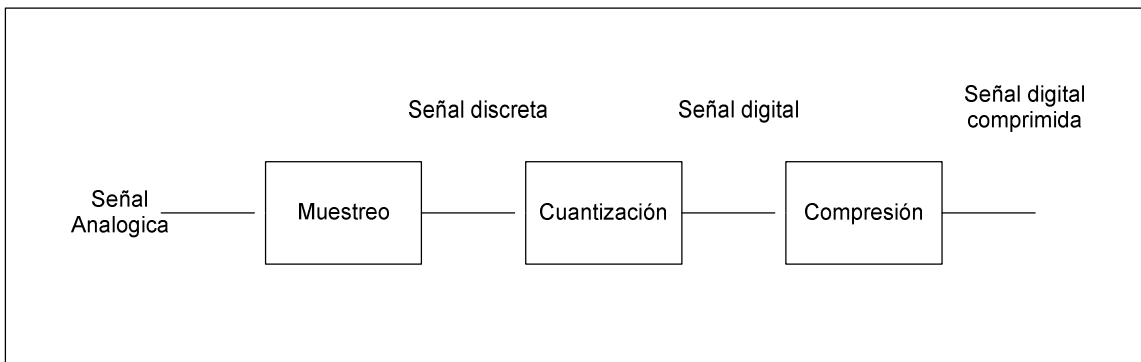 Señal discreta
Señal digital
Señal digital
comprimida
Señal
Analogica
Muestreo
Cuantización
Compresión